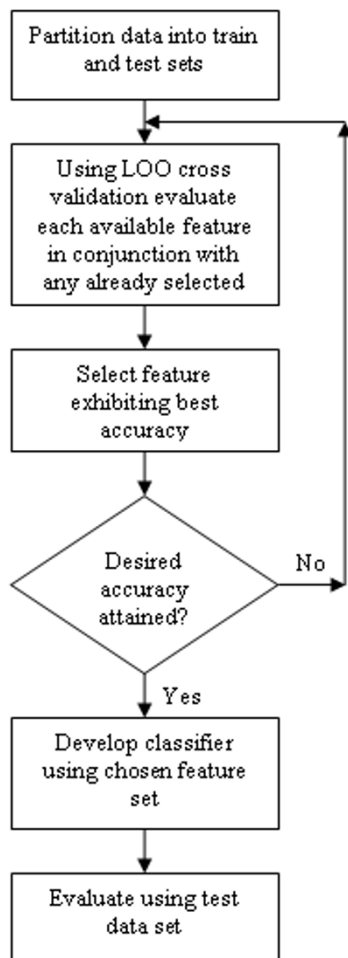 Partition data into train
and test sets
Using LOO cross
validation evaluate
each available feature
in conjunction with
any already selected
Select feature
exhibiting best
accuracy
Desired
accuracy
attained?
No
Yes
Develop classifier
using chosen feature
set
Evaluate using test
data set